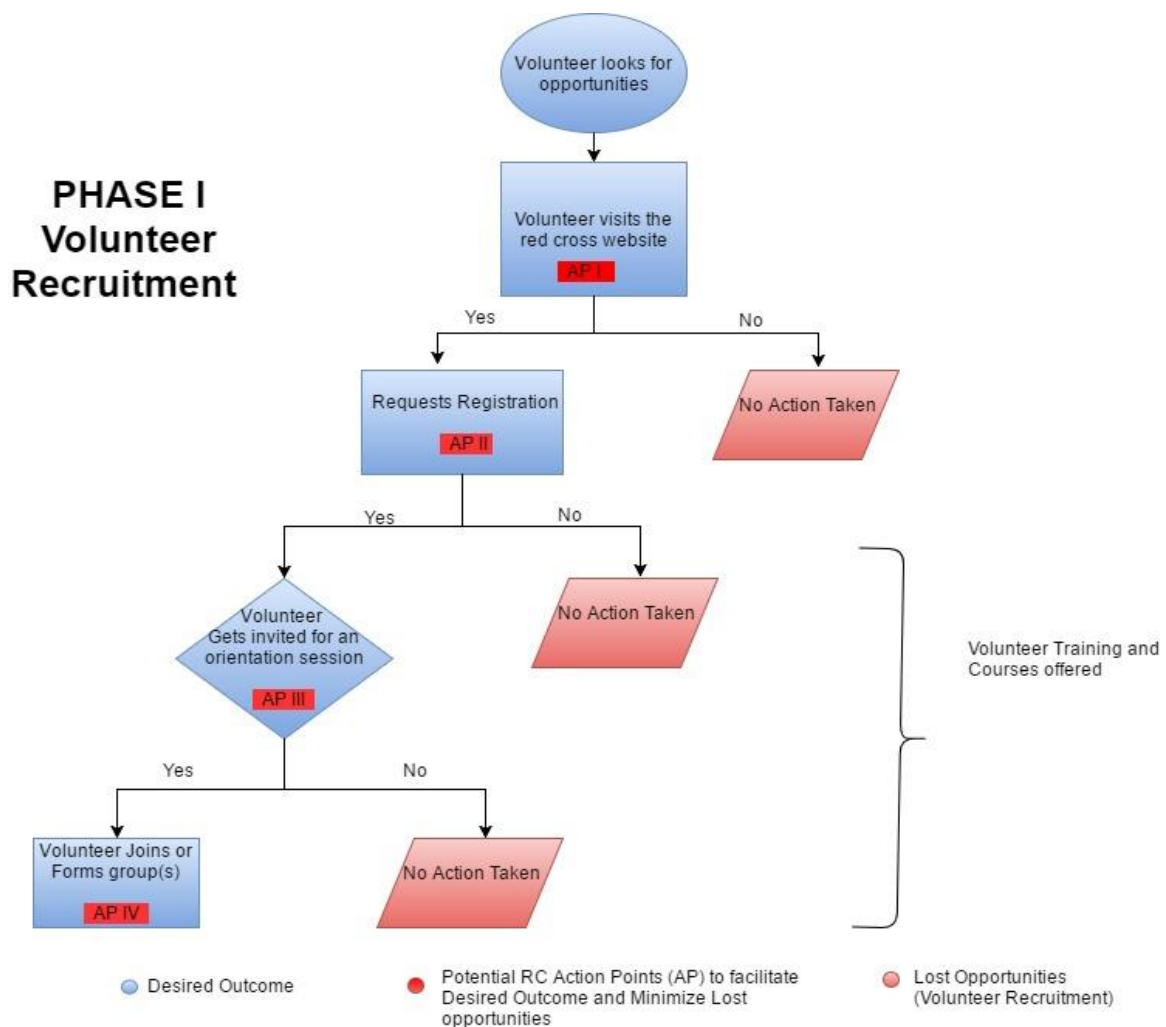 Volunteer looks for
opportunities
PHASE I
Volunteer
Recruitment
Volunteer visits the
red cross website
AP I
Yes
No
Requests Registration
AP II
No Action Taken
Yes
No
Volunteer
Gets invited for an
orientation session
AP III
No Action Taken
Volunteer Training and
Courses offered
Yes
No
Volunteer Joins or
Forms group(s)
AP IV
No Action Taken
Desired Outcome
Potential RC Action Points (AP) to facilitate
Desired Outcome and Minimize Lost
opportunities
Lost Opportunities
(Volunteer Recruitment)